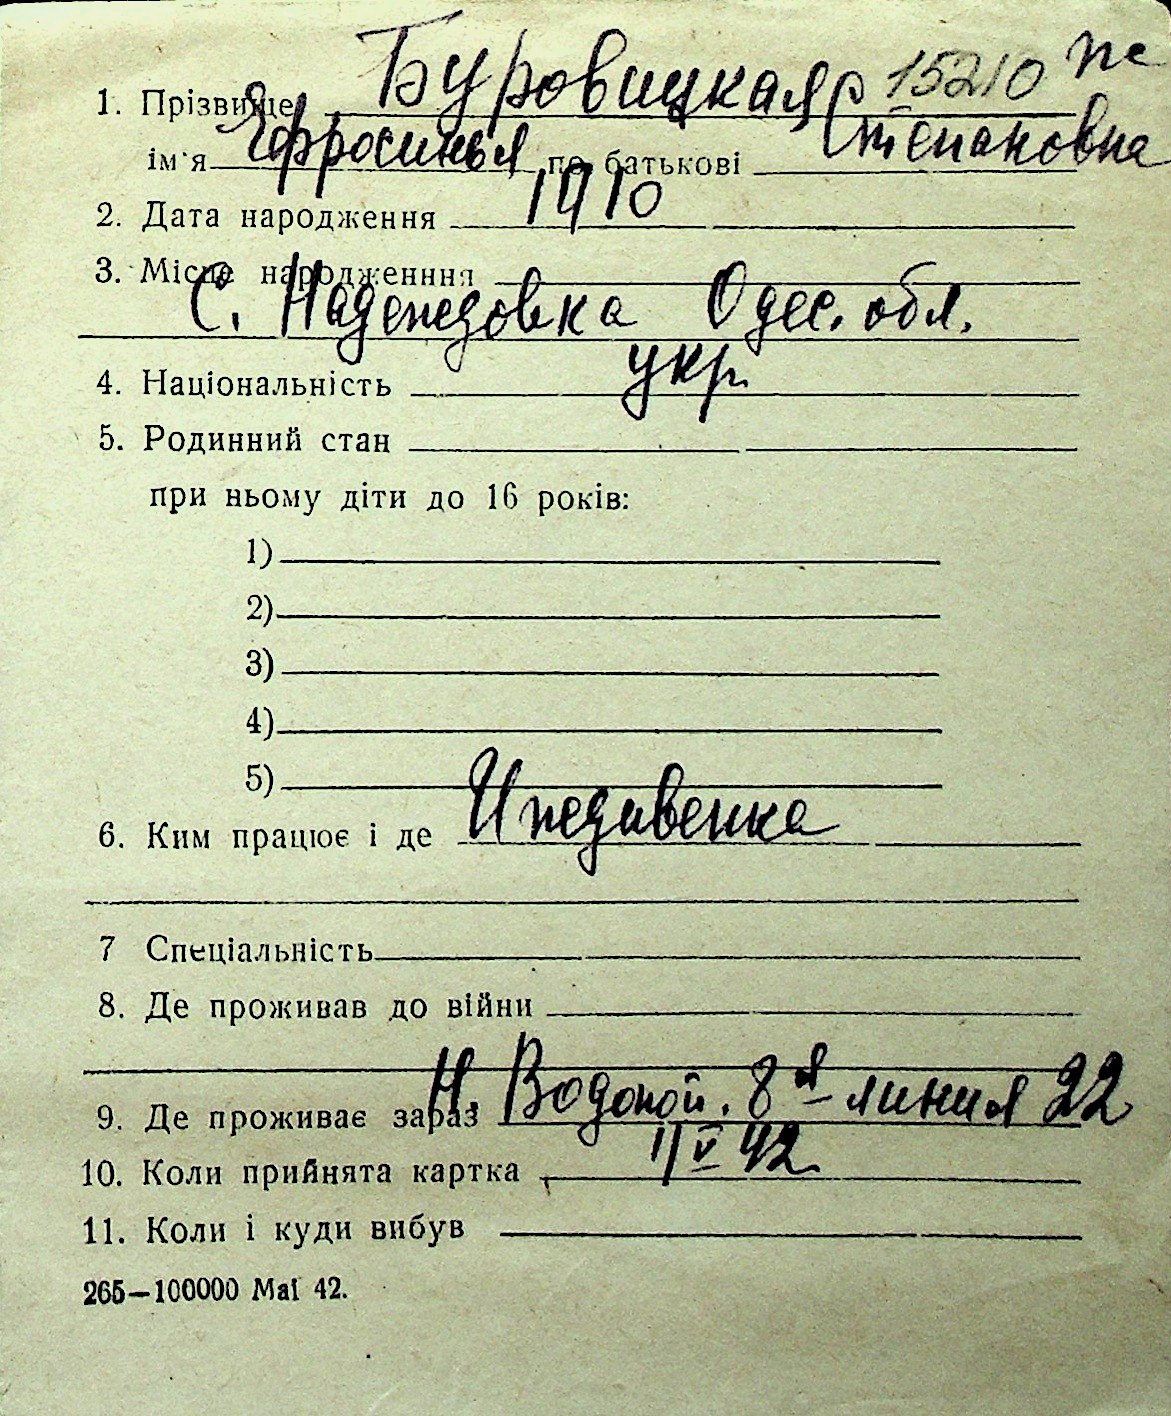 1. Прізвище Буровицкая 15210 ж
ім'я Ефросинья по батькові Степановна
2. Дата народження 1910
3. Місце народженння
с. Надеждовка Одес. обл.
4. Національність укр.
5. Родинний стан
при ньому діти до 16 років:
1)
2)
3)
4)
5)
6. Ким працює і де Иждивенка
7 Спеціальність
8. Де проживав до війни
9. Де проживає зараз Н. Водопой. 8я линия 22
10. Коли прийнята картка 1/V 42
11. Коли і куди вибув
265—100000 Маі 42.